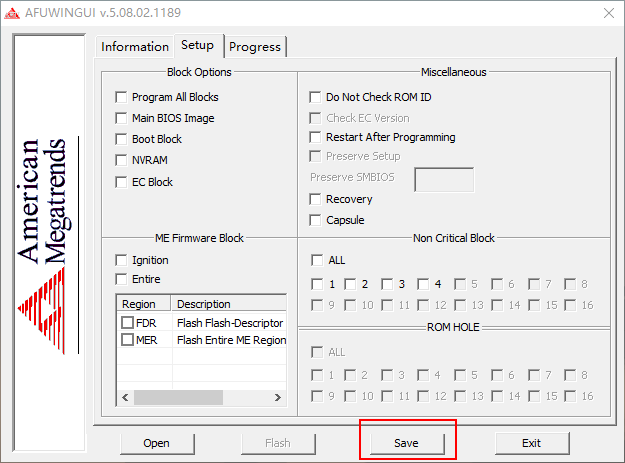 AFUWINGUI v.5.08.02.1189
American
Megatrends
Information Setup Progress
Block Options
Program All Blocks
Main BIOS Image
Boot Block
NVRAM
EC Block
Miscellaneous
Do Not Check ROM ID
Check EC Version
Restart After Programming
Preserve Setup
Preserve SMBIOS
Recovery
Capsule
ME Firmware Block
Ignition
Entire
Region Description
FDR Flash Flash-Descriptor
MER Flash Entire ME Region
Non Critical Block
ALL
1 2 3 4 5 6 7 8
9 10 11 12 13 14 15 16
ROM HOLE
ALL
1 2 3 4 5 6 7 8
9 10 11 12 13 14 15 16
Open Flash Save Exit